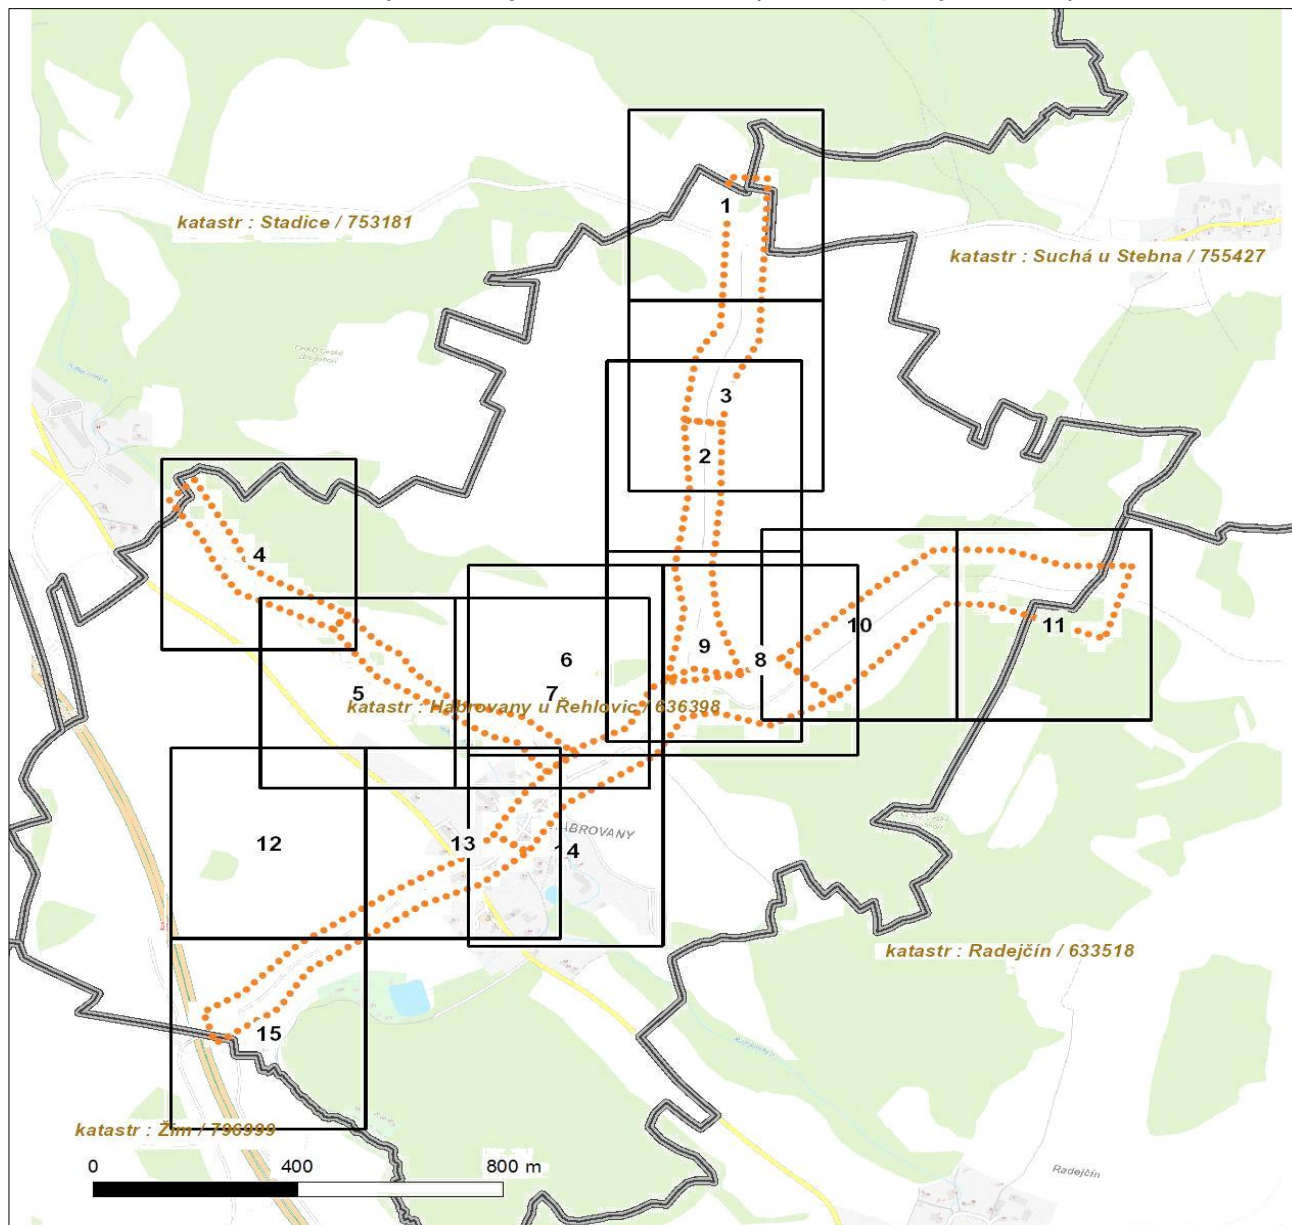 katastr : Stadice / 753181
1
katastr : Suchá u Stebna / 755427
3
2
4
9
8
10
11
6
5
7
katastr : Habrovany u Řehlovic / 636398
12
13
14
HABROVANY
katastr : Radejčín / 633518
15
katastr : Žim / 796999
0 400 800 m
Radejčín